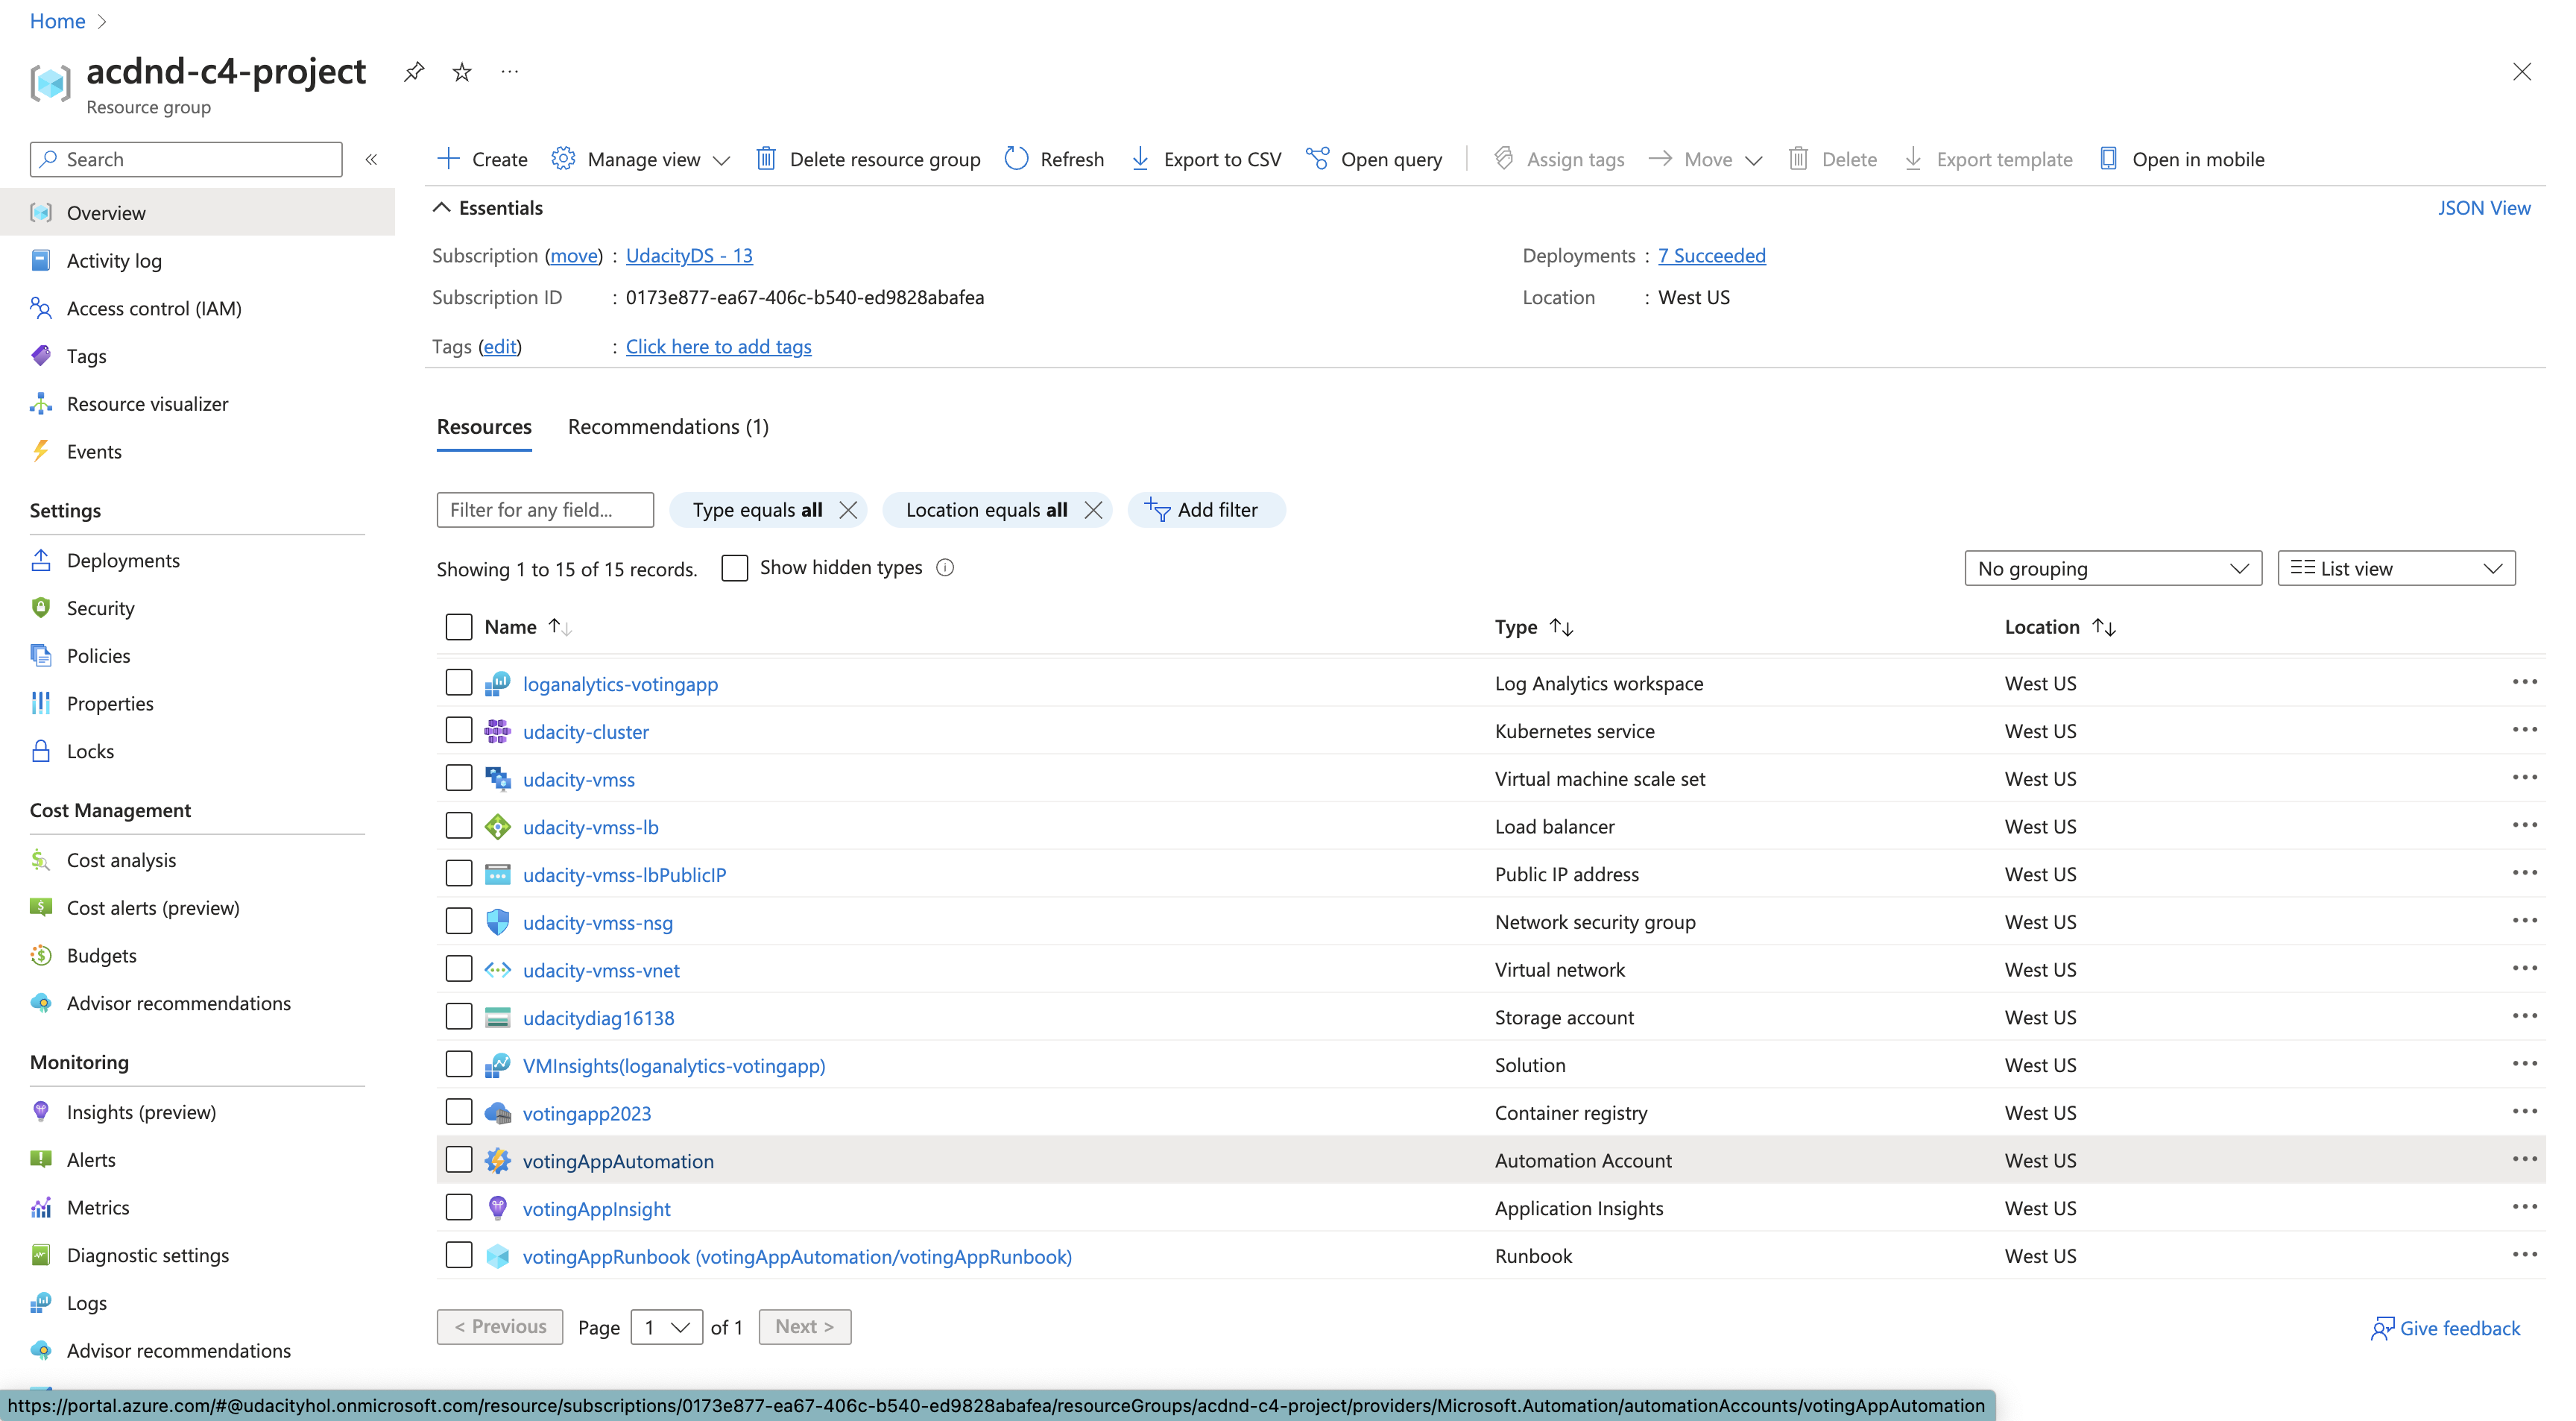 Home
acdnd-c4-project
Resource group
Search
Create
Manage view
Delete resource group
Refresh
Export to CSV
Open query
Assign tags
Move
Delete
Export template
Open in mobile
Overview
Activity log
Access control (IAM)
Tags
Resource visualizer
Events
Settings
Deployments
Security
Policies
Properties
Locks
Cost Management
Cost analysis
Cost alerts (preview)
Budgets
Advisor recommendations
Monitoring
Insights (preview)
Alerts
Metrics
Diagnostic settings
Logs
Advisor recommendations
Essentials
JSON View
Subscription (move) : UdacityDS - 13
Deployments : 7 Succeeded
Subscription ID : 0173e877-ea67-406c-b540-ed9828abafea
Location : West US
Tags (edit) : Click here to add tags
Resources Recommendations (1)
Filter for any field... Type equals all Location equals all Add filter
Showing 1 to 15 of 15 records. Show hidden types No grouping List view
Name Type Location
loganalytics-votingapp Log Analytics workspace West US
udacity-cluster Kubernetes service West US
udacity-vmss Virtual machine scale set West US
udacity-vmss-lb Load balancer West US
udacity-vmss-lbPublicIP Public IP address West US
udacity-vmss-nsg Network security group West US
udacity-vmss-vnet Virtual network West US
udacitydiag16138 Storage account West US
VMInsights(loganalytics-votingapp) Solution West US
votingapp2023 Container registry West US
votingAppAutomation Automation Account West US
votingAppInsight Application Insights West US
votingAppRunbook (votingAppAutomation/votingAppRunbook) Runbook West US
< Previous Page 1 of 1 Next >
Give feedback
https://portal.azure.com/#@udacityhol.onmicrosoft.com/resource/subscriptions/0173e877-ea67-406c-b540-ed9828abafea/resourceGroups/acdnd-c4-project/providers/Microsoft.Automation/automationAccounts/votingAppAutomation